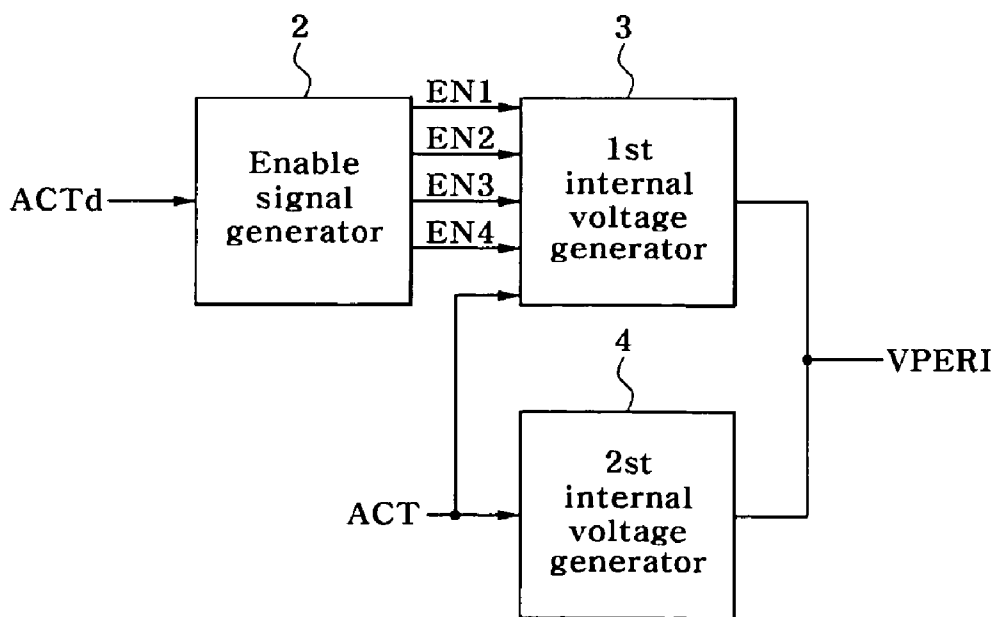 2
3
EN1
EN2
EN3
EN4
Enable
signal
generator
ACTd
1st
internal
voltage
generator
4
VPERI
2st
internal
voltage
generator
ACT